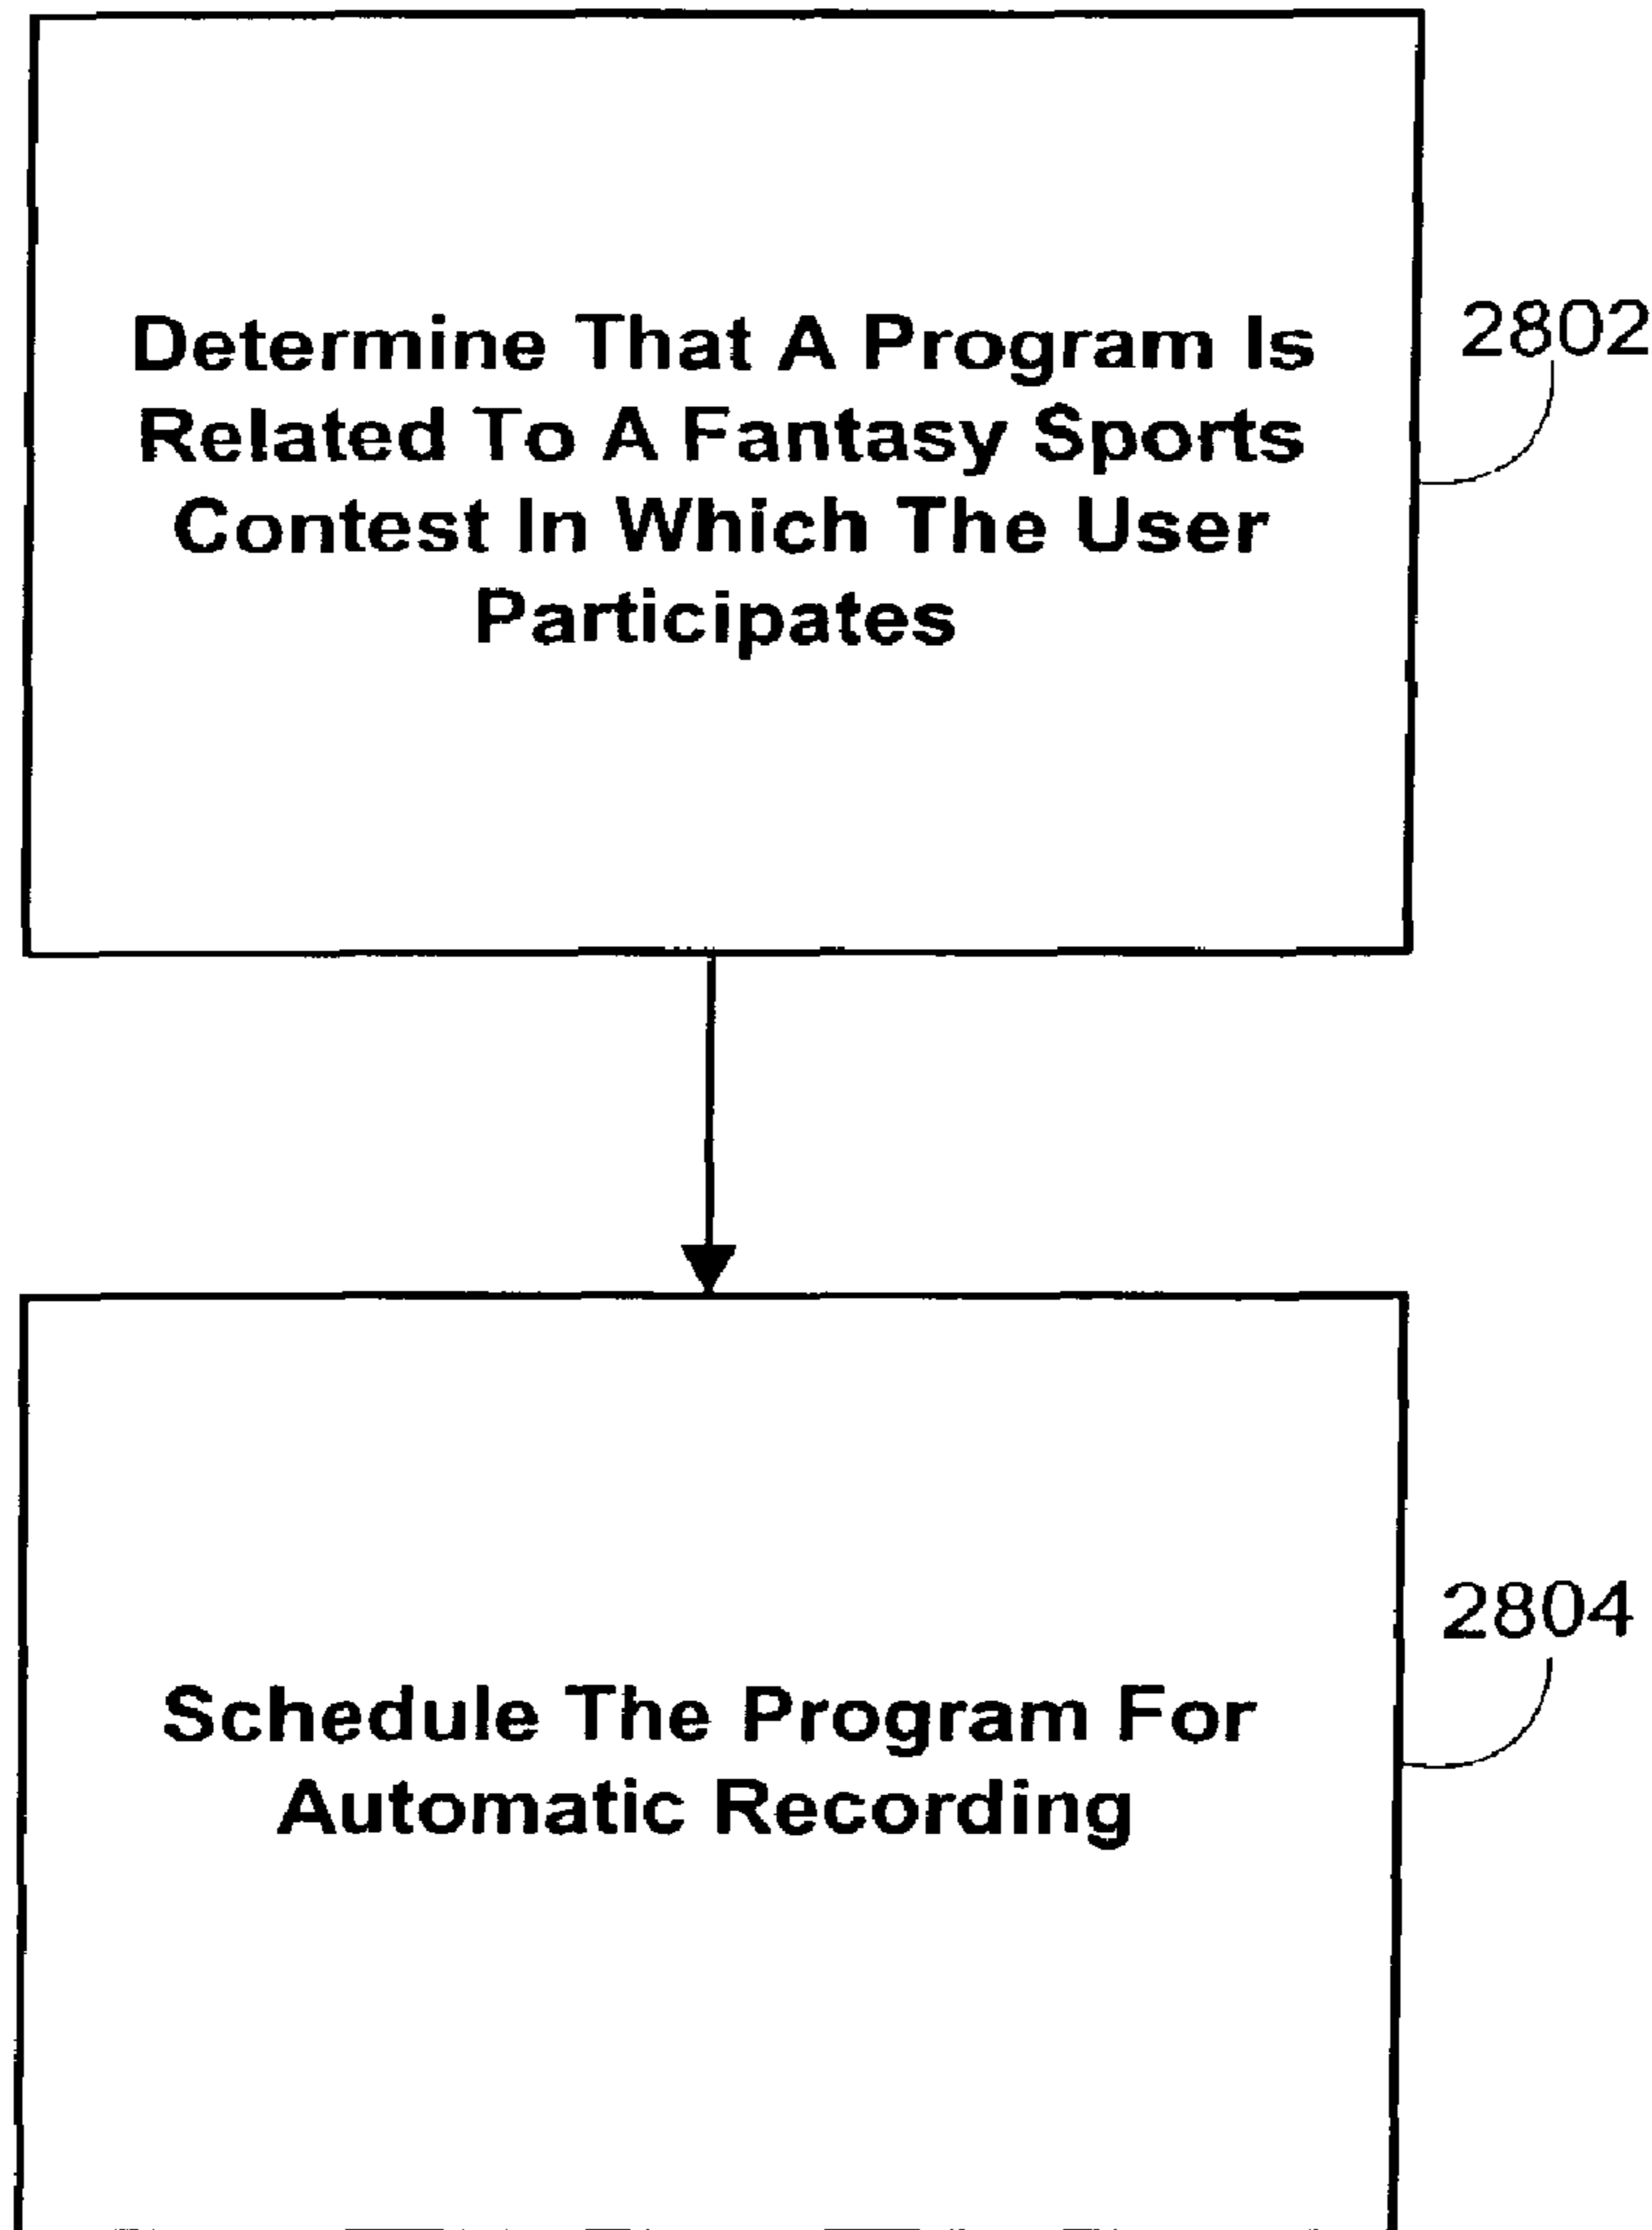 Determine That A Program Is
Related To A Fantasy Sports
Contest In Which The User
Participates
2802
Schedule The Program For
Automatic Recording
2804